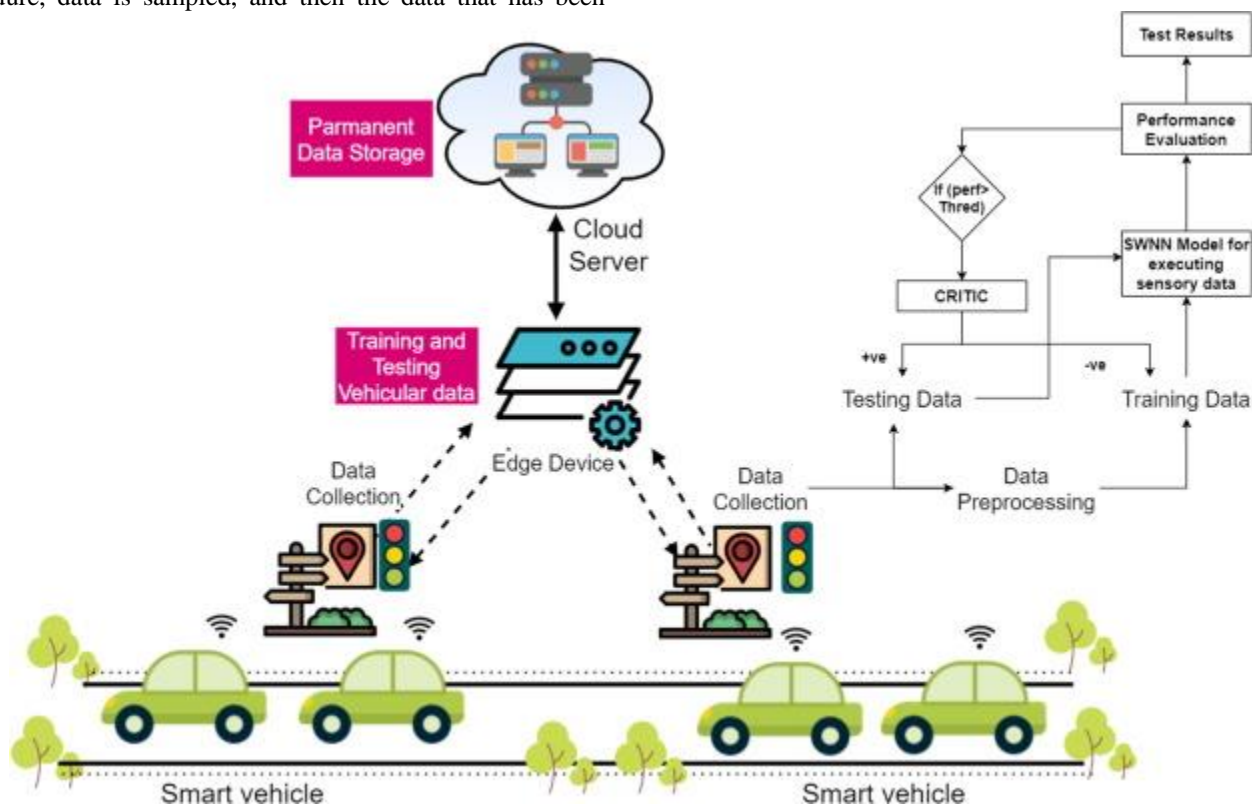 dure, data is sampled, and then the data that has been
Parmanent
Data Storage
Cloud
Server
Training and
Testing
Vehicular data
Edge Device
Data
Collection
Data
Collection
Smart vehicle
Smart vehicle
Test Results
Performance
Evaluation
If (perf>
Thred)
SWNN Model for
executing
sensory data
CRITIC
+ve
-ve
Testing Data
Training Data
Data
Preprocessing